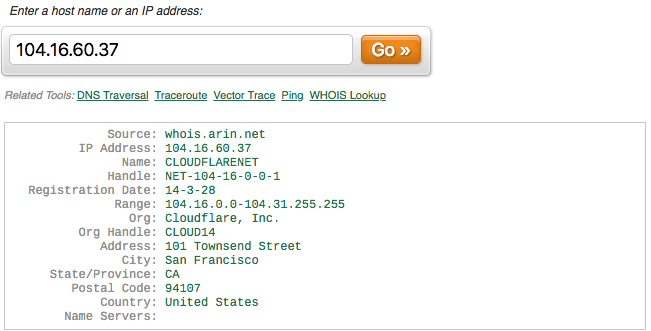 Enter a host name or an IP address:
104.16.60.37 Go »
Related Tools: DNS Traversal Traceroute Vector Trace Ping WHOIS Lookup
Source: whois.arin.net
IP Address: 104.16.60.37
Name: CLOUDFLARENET
Handle: NET-104-16-0-0-1
Registration Date: 14-3-28
Range: 104.16.0.0-104.31.255.255
Org: Cloudflare, Inc.
Org Handle: CLOUD14
Address: 101 Townsend Street
City: San Francisco
State/Province: CA
Postal Code: 94107
Country: United States
Name Servers: